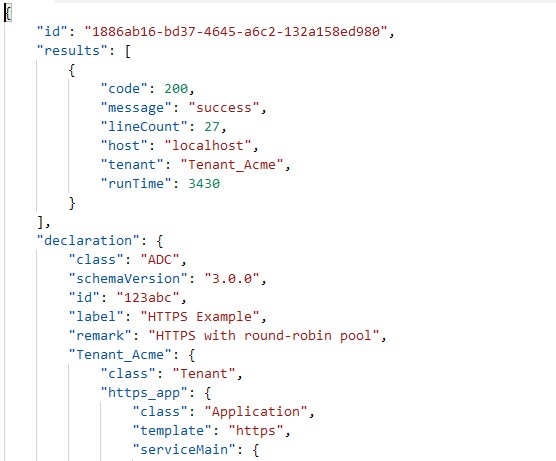 {
    "id": "1886ab16-bd37-4645-a6c2-132a158ed980",
    "results": [
        {
            "code": 200,
            "message": "success",
            "lineCount": 27,
            "host": "localhost",
            "tenant": "Tenant_Acme",
            "runTime": 3430
        }
    ],
    "declaration": {
        "class": "ADC",
        "schemaVersion": "3.0.0",
        "id": "123abc",
        "label": "HTTPS Example",
        "remark": "HTTPS with round-robin pool",
        "Tenant_Acme": {
            "class": "Tenant",
            "https_app": {
                "class": "Application",
                "template": "https",
                "serviceMain": {